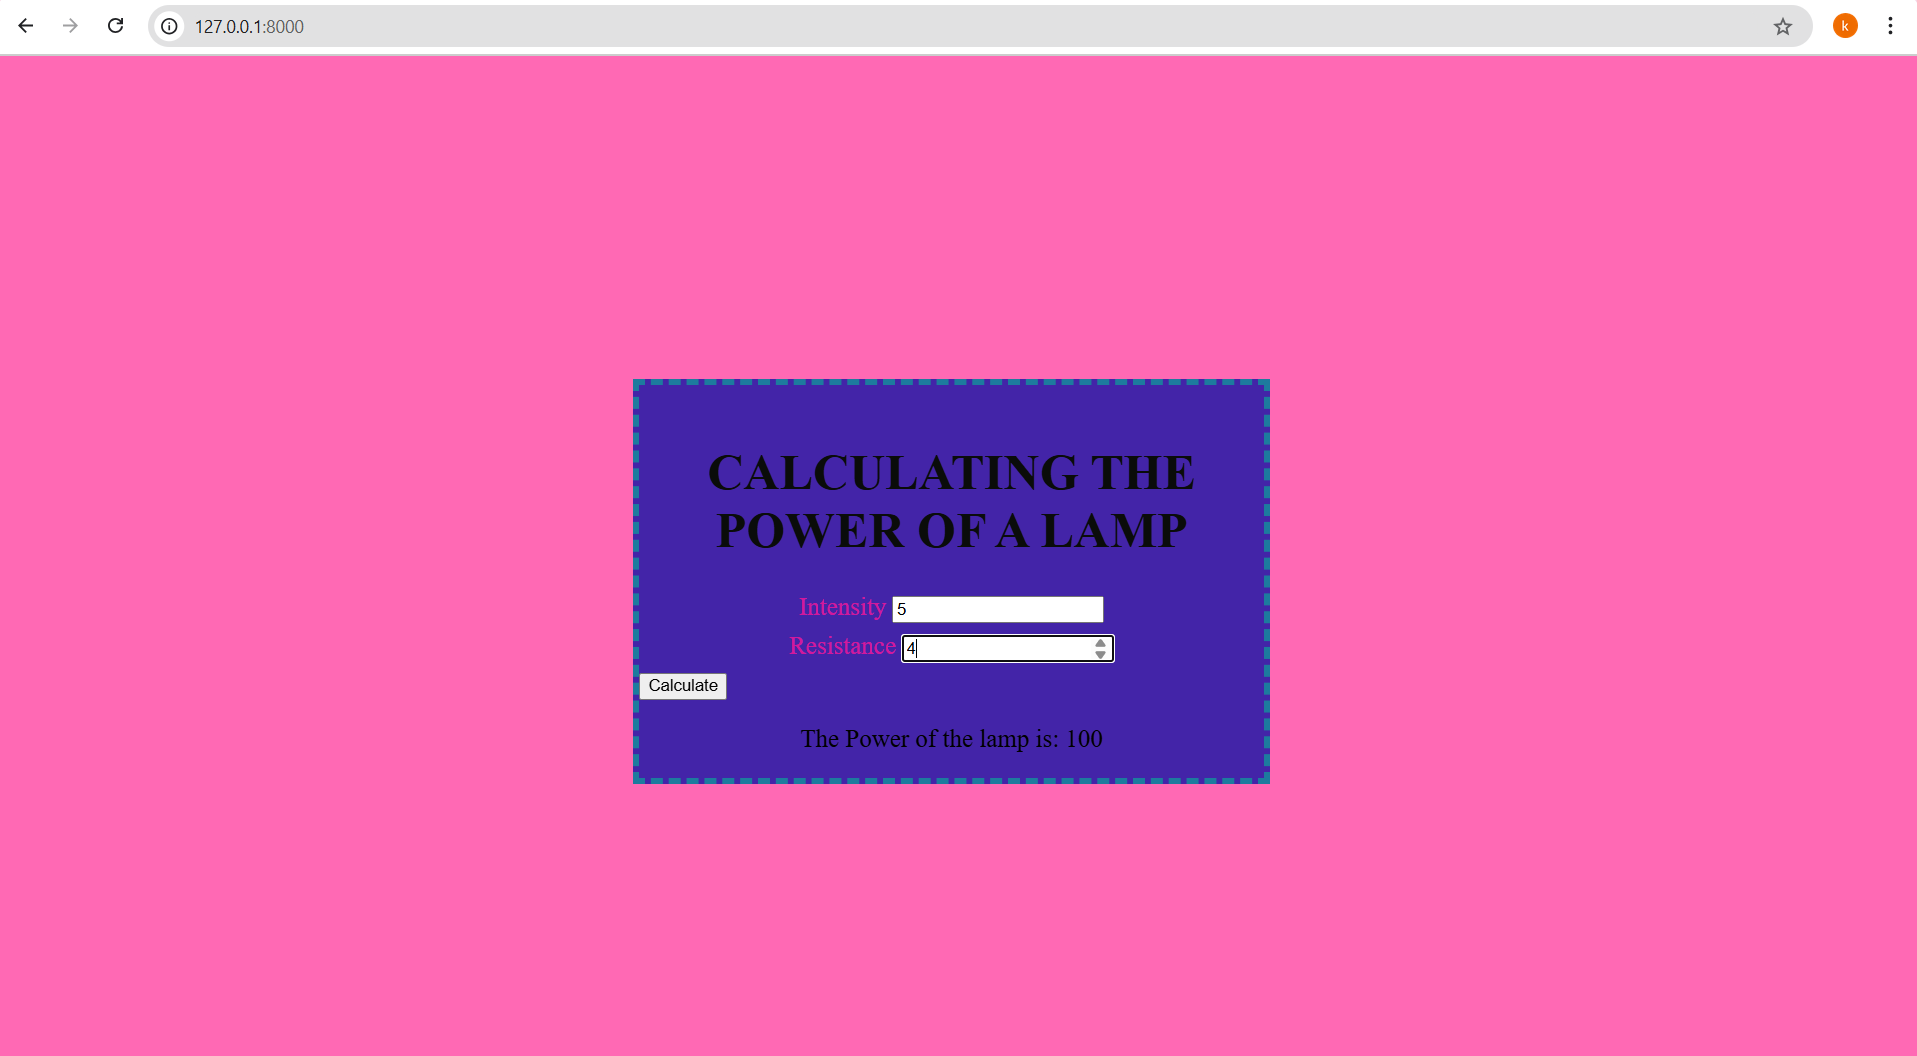 127.0.0.1:8000
k
CALCULATING THE
POWER OF A LAMP
Intensity 5
Resistance 4
Calculate
The Power of the lamp is: 100